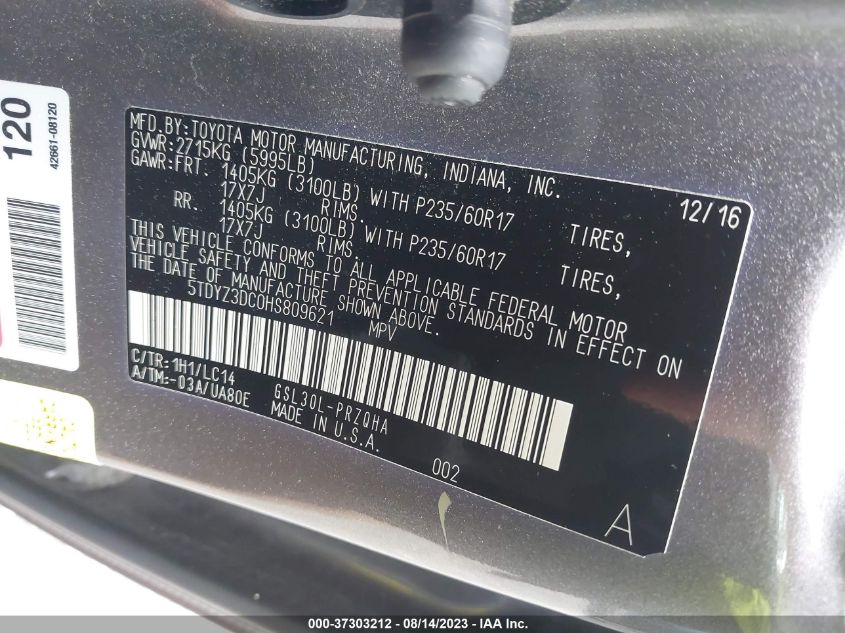 120
42661-08120
MFD.BY:TOYOTA MOTOR MANUFACTURING, INDIANA, INC.
GVWR:2715KG (5995LB)
GAWR:FRT. 1405KG (3100LB) WITH P235/60R17 TIRES, 12/16
17X7J RIMS.
RR. 1405KG (3100LB) WITH P235/60R17 TIRES,
17X7J RIMS.
THIS VEHICLE CONFORMS TO ALL APPLICABLE FEDERAL MOTOR
VEHICLE SAFETY AND THEFT PREVENTION STANDARDS IN EFFECT ON
THE DATE OF MANUFACTURE SHOWN ABOVE.
5TDYZ3DC0HS809621 MPV
C/TR:1H1/LC14 GSL30L-PRZQHA
A/TM:-03A/UA80E MADE IN U.S.A.
002
A
000-37303212 - 08/14/2023 - IAA Inc.